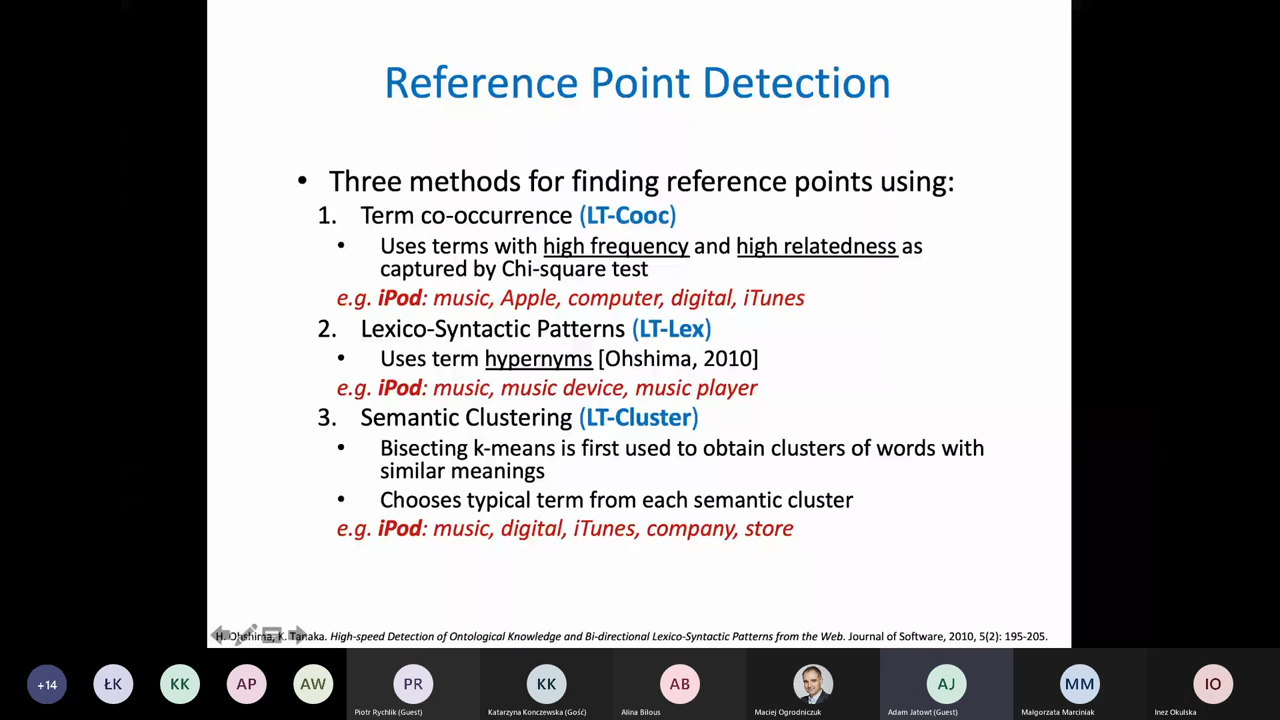 Reference Point Detection
• Three methods for finding reference points using:
1. Term co-occurrence (LT-Cooc)
• Uses terms with high frequency and high relatedness as
captured by Chi-square test
e.g. iPod: music, Apple, computer, digital, iTunes
2. Lexico-Syntactic Patterns (LT-Lex)
• Uses term hypernyms [Ohshima, 2010]
e.g. iPod: music, music device, music player
3. Semantic Clustering (LT-Cluster)
• Bisecting k-means is first used to obtain clusters of words with
similar meanings
• Chooses typical term from each semantic cluster
e.g. iPod: music, digital, iTunes, company, store
H. Ohshima, K. Tanaka. High-speed Detection of Ontological Knowledge and Bi-directional Lexico-Syntactic Patterns from the Web. Journal of Software, 2010, 5(2): 195-205.
+14 ŁK KK AP AW PR KK AB AJ MM IO
Piotr Rychlik (Guest) Katarzyna Konczewska (Gość) Alina Bilous Maciej Ogrodniczuk Adam Jatowt (Guest) Małgorzata Marciniak Inez Okulska